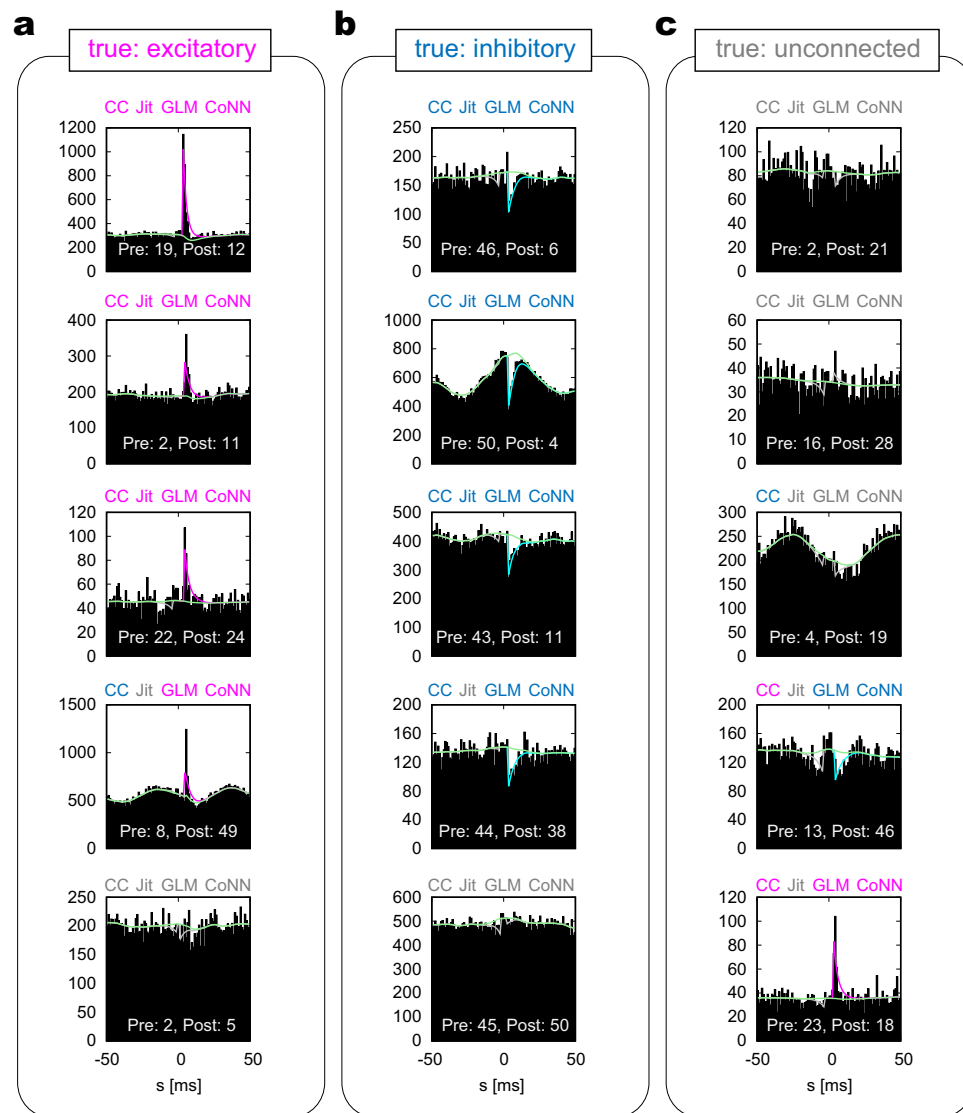 a
true: excitatory
CC Jit GLM CoNN
1200
1000
800
600
400
200
0
Pre: 19, Post: 12
CC Jit GLM CoNN
400
300
200
100
0
Pre: 2, Post: 11
CC Jit GLM CoNN
120
100
80
60
40
20
0
Pre: 22, Post: 24
CC Jit GLM CoNN
1500
1000
500
0
Pre: 8, Post: 49
CC Jit GLM CoNN
250
200
150
100
50
0
Pre: 2, Post: 5
-50 0 50
s [ms]
b
true: inhibitory
CC Jit GLM CoNN
250
200
150
100
50
0
Pre: 46, Post: 6
CC Jit GLM CoNN
1000
800
600
400
200
0
Pre: 50, Post: 4
CC Jit GLM CoNN
500
400
300
200
100
0
Pre: 43, Post: 11
CC Jit GLM CoNN
200
160
120
80
40
0
Pre: 44, Post: 38
CC Jit GLM CoNN
600
500
400
300
200
100
0
Pre: 45, Post: 50
-50 0 50
s [ms]
c
true: unconnected
CC Jit GLM CoNN
120
100
80
60
40
20
0
Pre: 2, Post: 21
CC Jit GLM CoNN
60
50
40
30
20
10
0
Pre: 16, Post: 28
CC Jit GLM CoNN
300
250
200
150
100
50
0
Pre: 4, Post: 19
CC Jit GLM CoNN
200
160
120
80
40
0
Pre: 13, Post: 46
CC Jit GLM CoNN
120
100
80
60
40
20
0
Pre: 23, Post: 18
-50 0 50
s [ms]